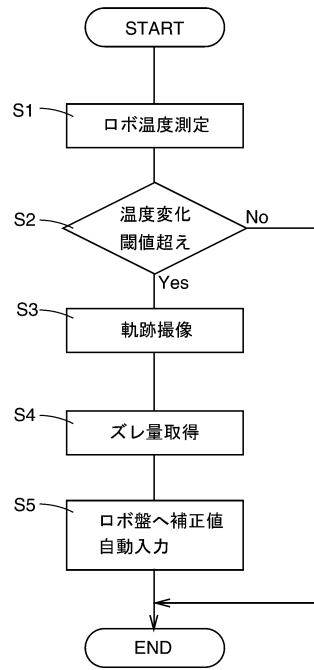 START
S1
ロボ温度測定
S2
温度変化
閾値超え
No
Yes
S3
軌跡撮像
S4
ズレ量取得
S5
ロボ盤へ補正値
自動入力
END